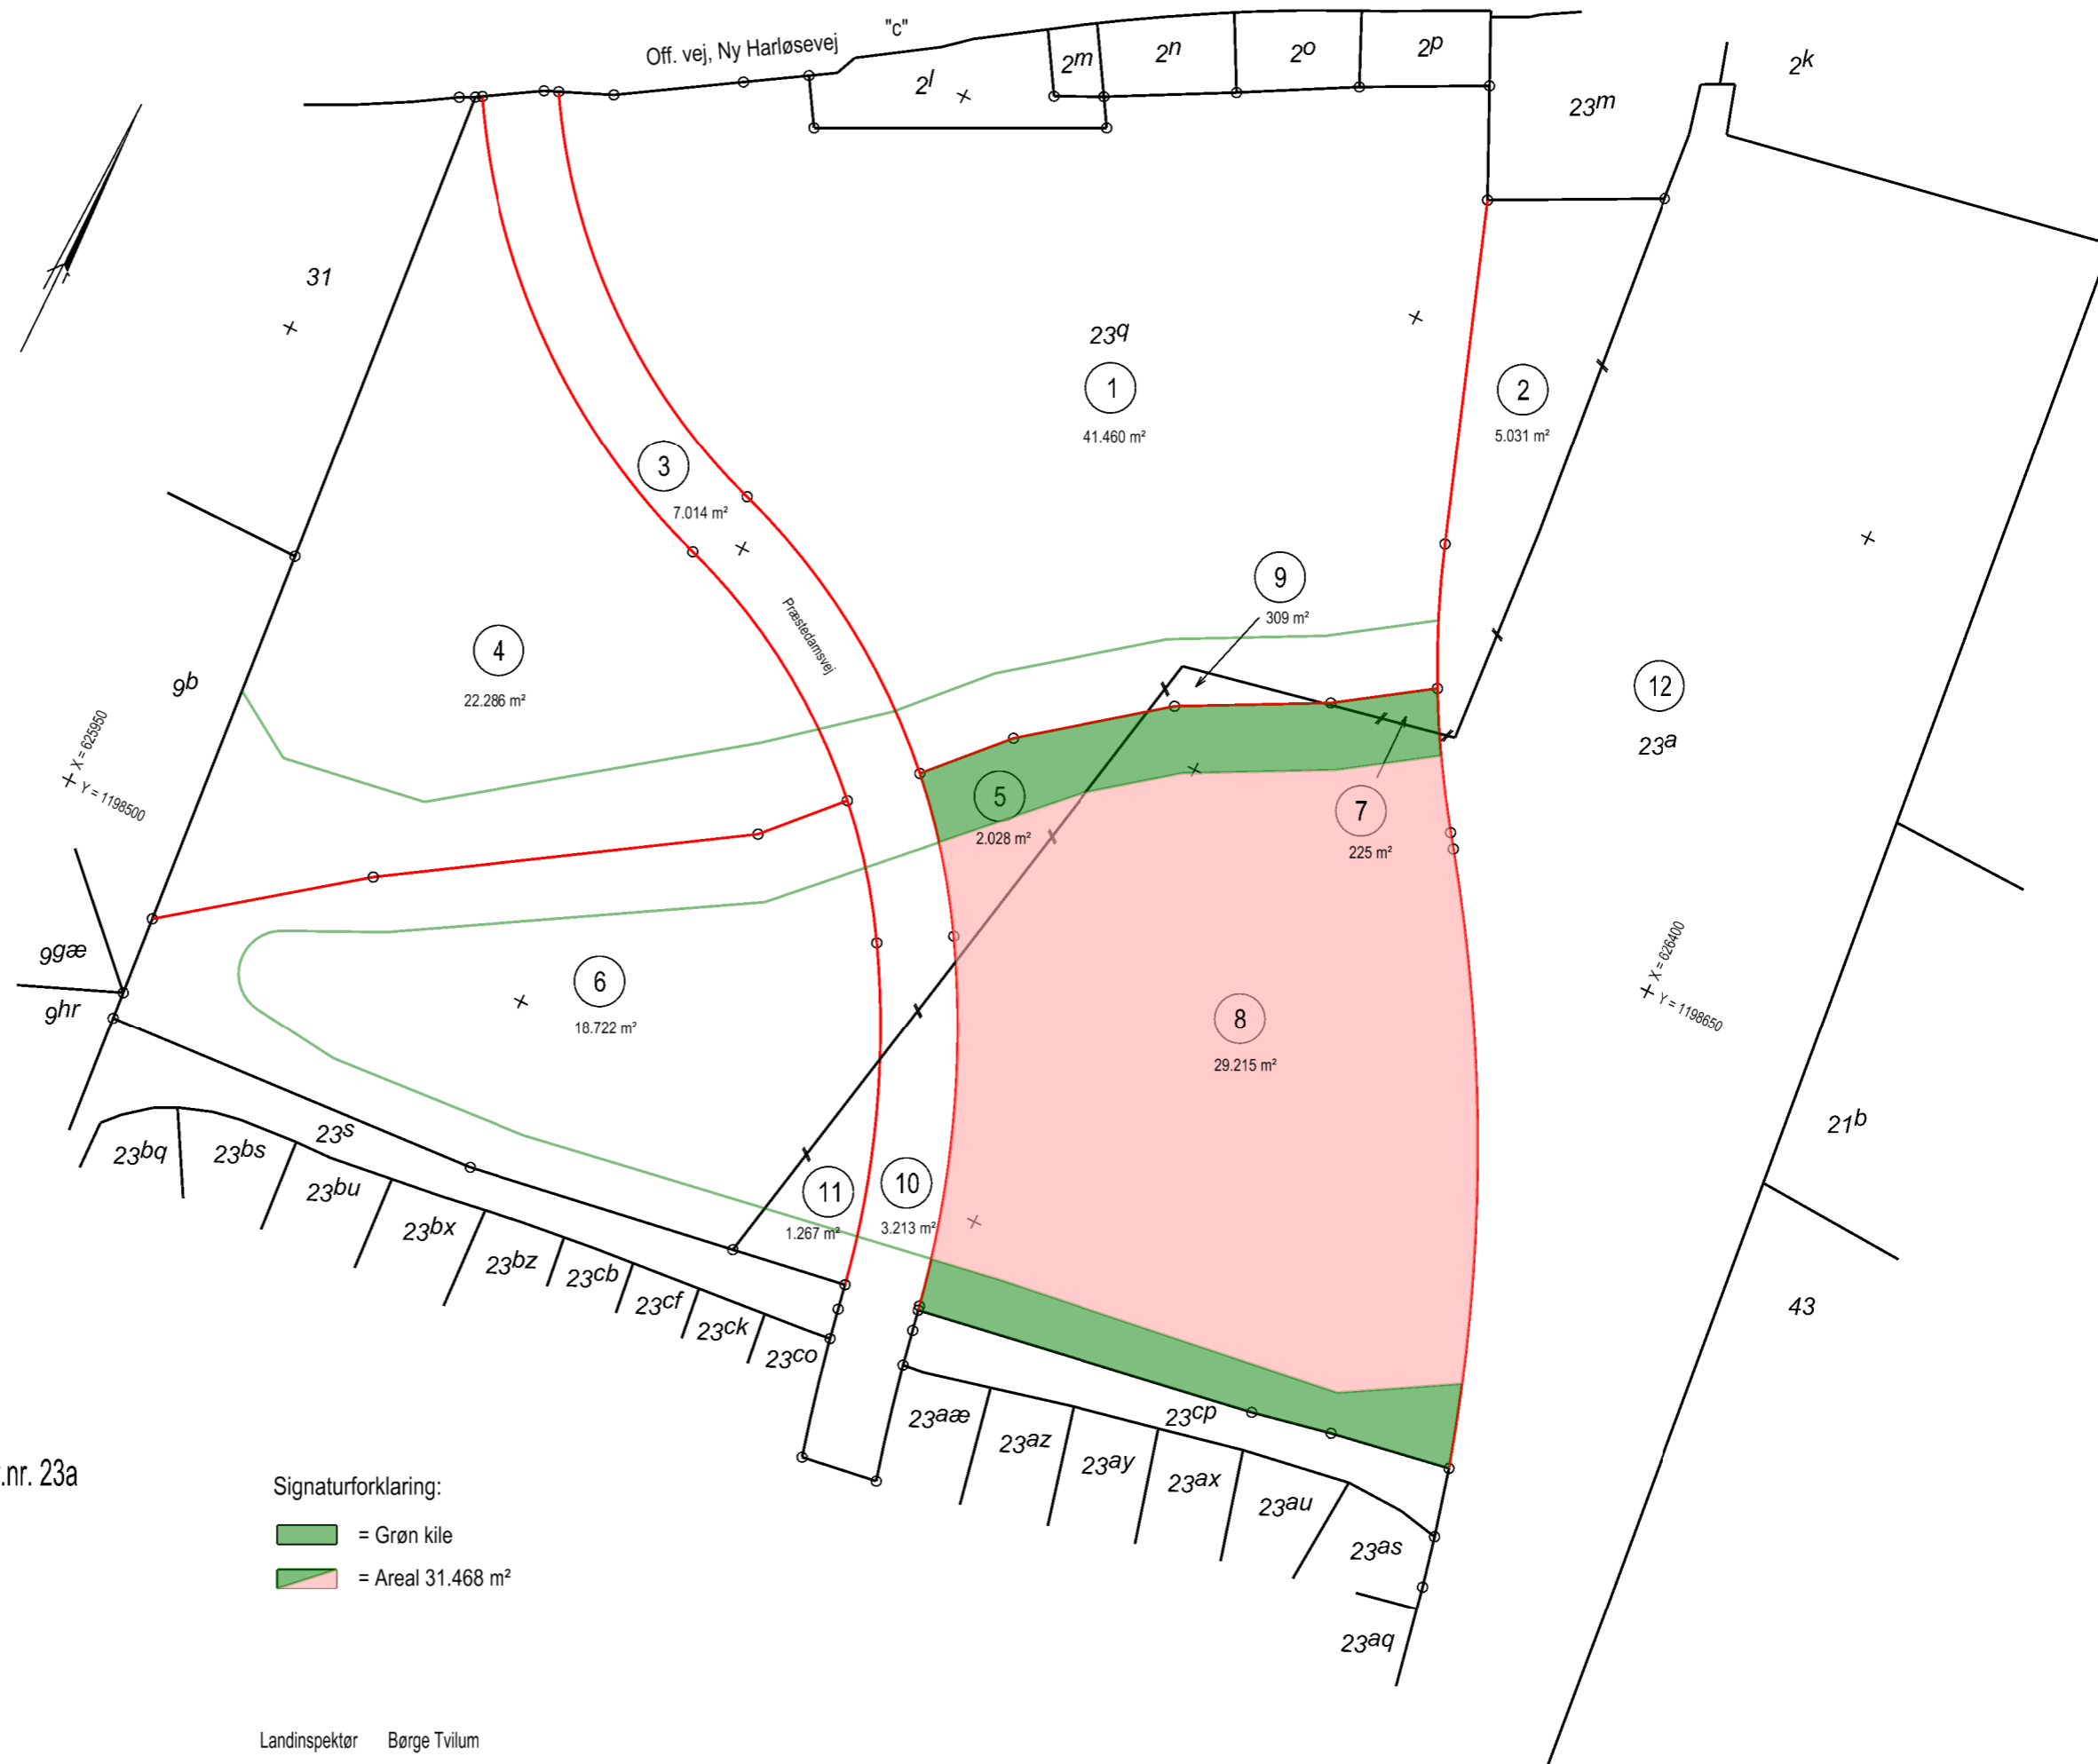 "c"
Off. vej, Ny Harløsevej
2l
2m
2n
2o
2p
23m
2k
31
23q
1
41.460 m²
2
5.031 m²
3
7.014 m²
Præstedamsvej
9
309 m²
4
22.286 m²
9b
X = 625950
Y = 1198500
12
23a
5
2.028 m²
7
225 m²
9gæ
9hr
6
18.722 m²
8
29.215 m²
X = 626400
Y = 1198650
21b
23s
23bq
23bs
23bu
23bx
23bz
23cb
23cf
23ck
23co
11
1.267 m²
10
3.213 m²
43
23aæ
23az
23ay
23ax
23au
23cp
23as
23aq
.nr. 23a
Signaturforklaring:
= Grøn kile
= Areal 31.468 m²
Landinspektør Børge Tvilum